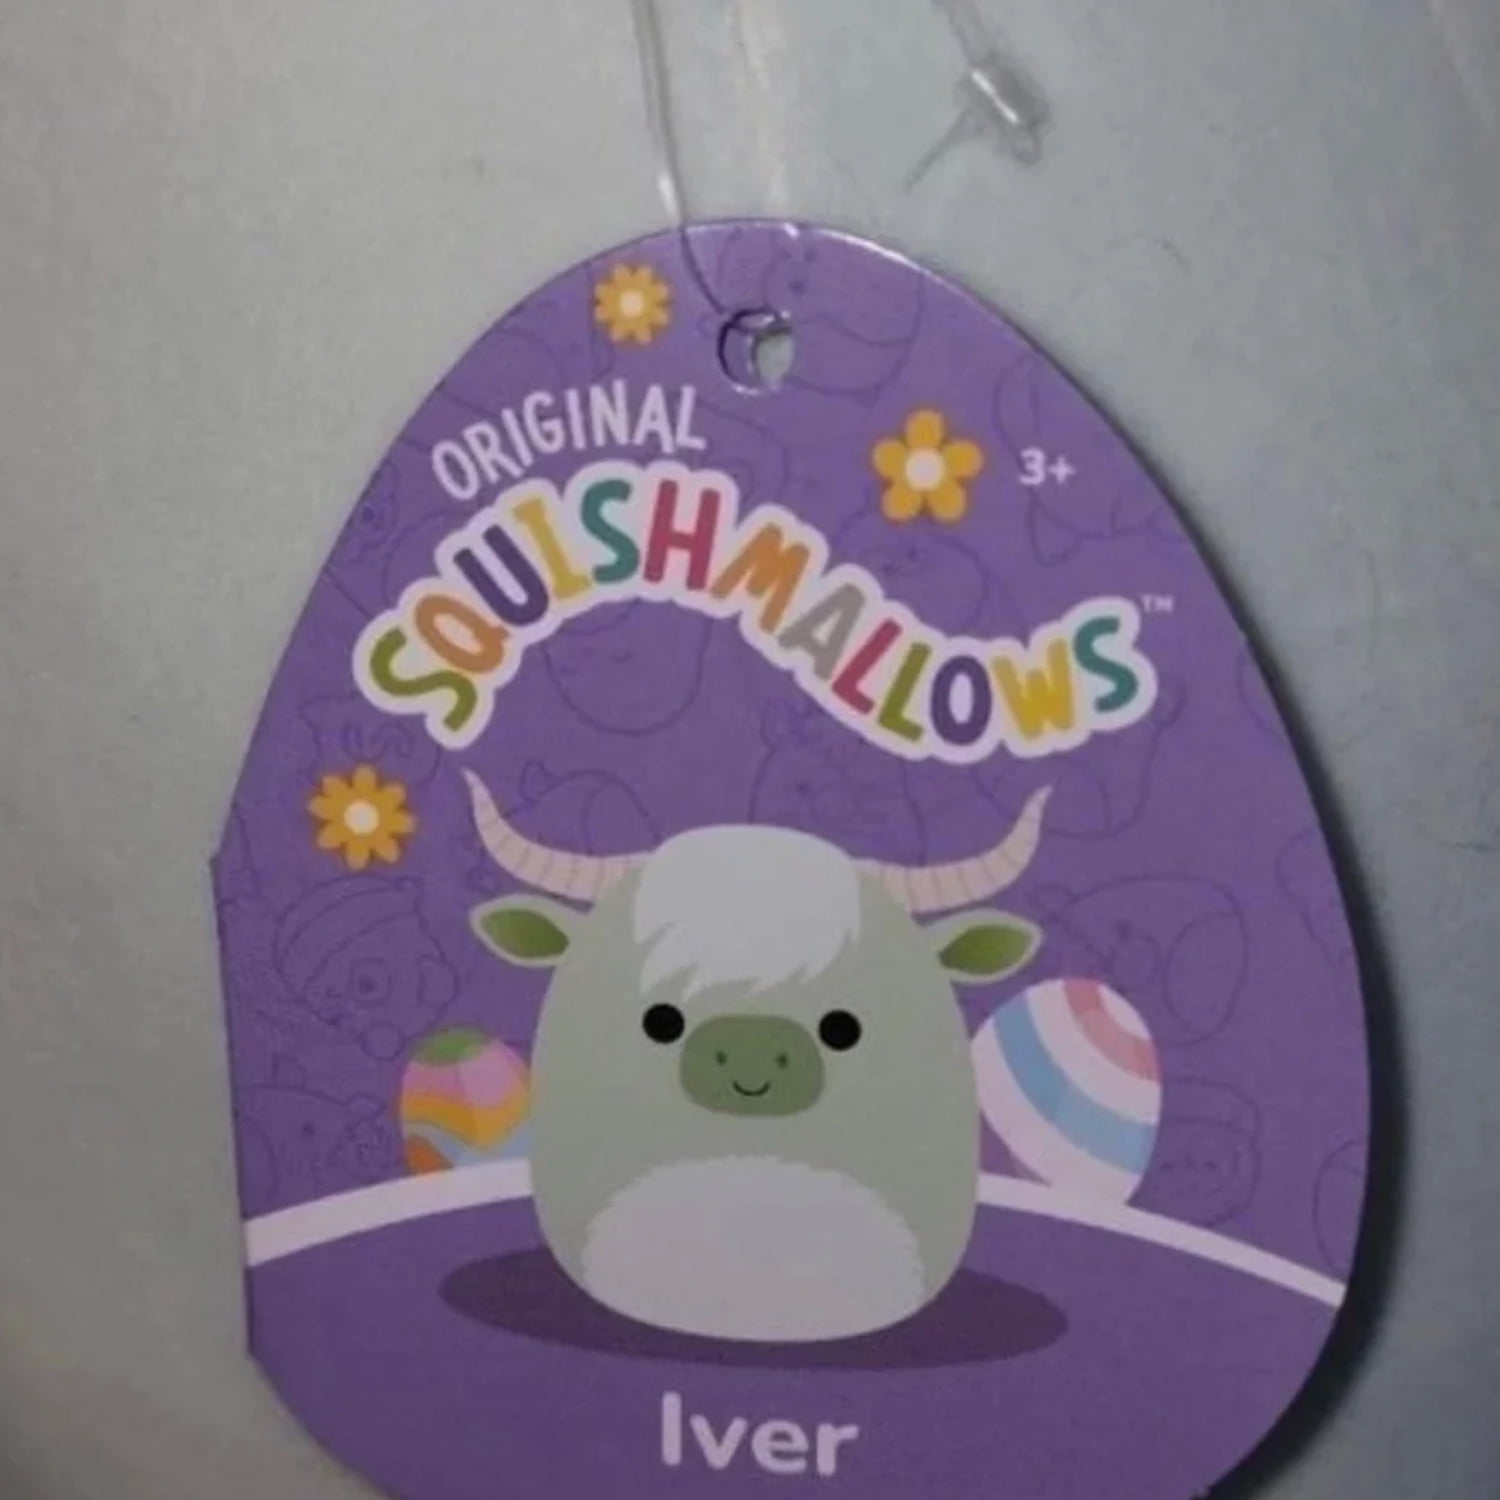 ORIGINAL
3+
SQUISHMALLOWS™
Iver